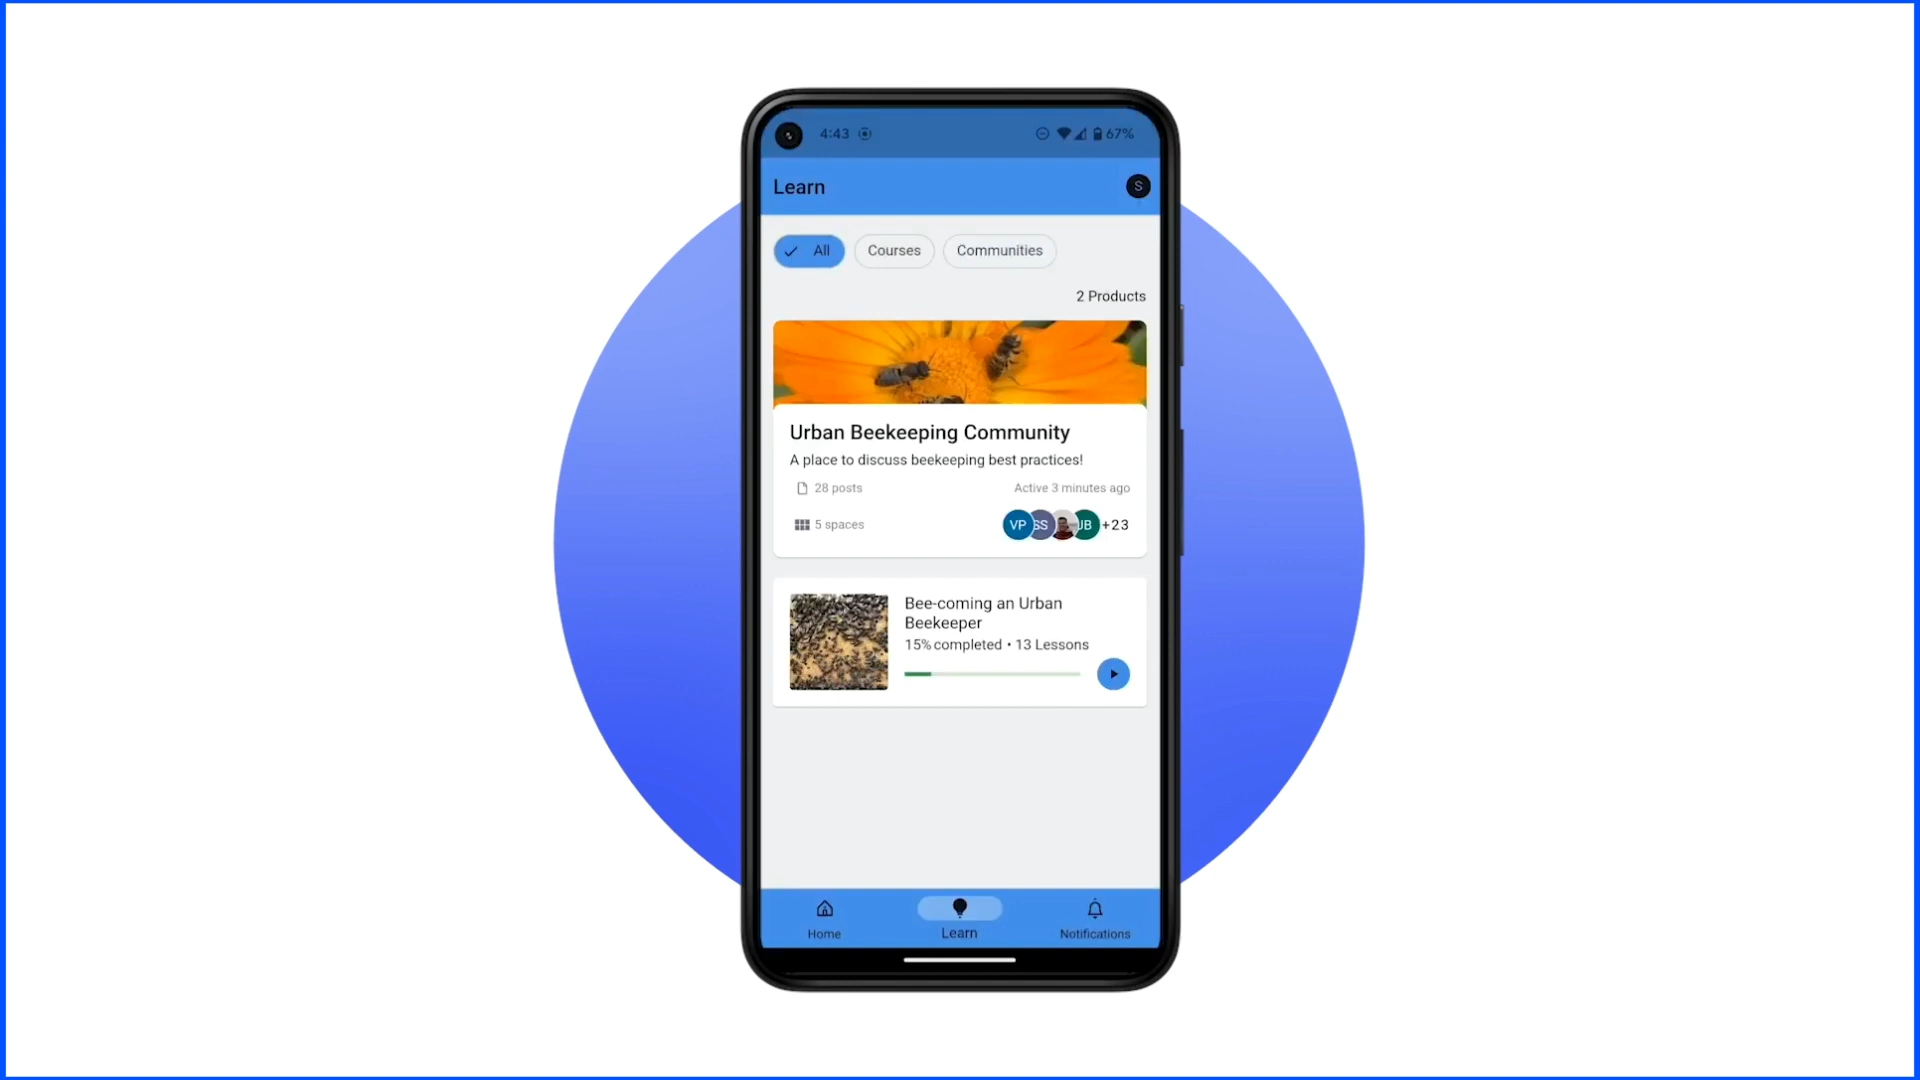 4:43
67%
Learn
S
All
Courses
Communities
2 Products
Urban Beekeeping Community
A place to discuss beekeeping best practices!
28 posts
Active 3 minutes ago
5 spaces
VP
SS
JB
+23
Bee-coming an Urban
Beekeeper
15% completed • 13 Lessons
Home
Learn
Notifications